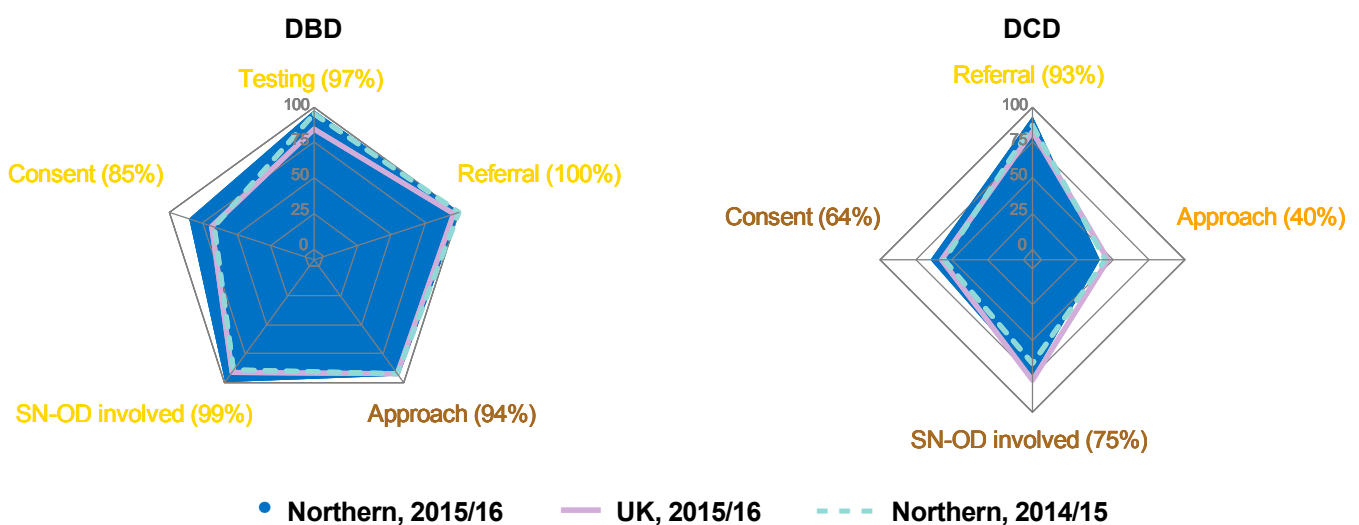 DBD
Testing (97%)
100
75
50
25
0
Consent (85%)
Referral (100%)
SN-OD involved (99%)
Approach (94%)
DCD
Referral (93%)
100
75
50
25
0
Consent (64%)
Approach (40%)
SN-OD involved (75%)
Northern, 2015/16
UK, 2015/16
Northern, 2014/15